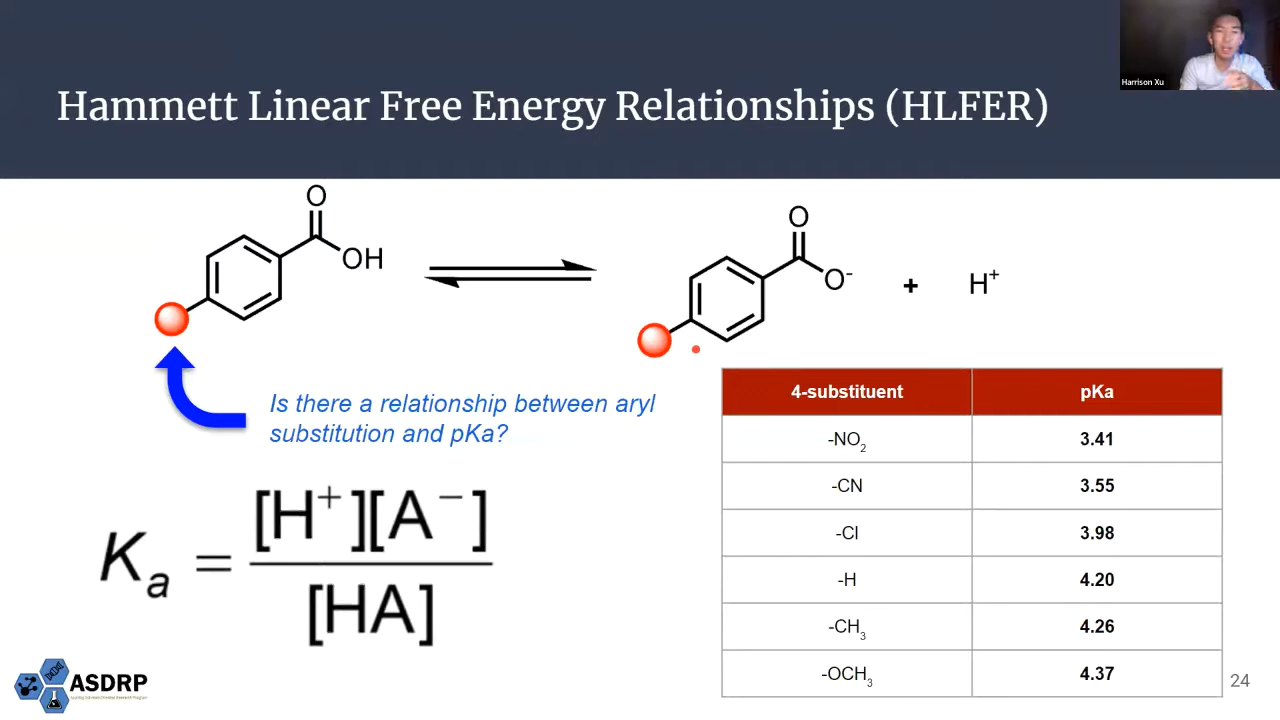 Harrison Xu
Hammett Linear Free Energy Relationships (HLFER)
O
OH
O
O⁻
+
H⁺
Is there a relationship between aryl
substitution and pKa?
Kₐ = [H⁺][A⁻]
[HA]
4-substituent pKa
-NO₂ 3.41
-CN 3.55
-Cl 3.98
-H 4.20
-CH₃ 4.26
-OCH₃ 4.37
ASDRP
24